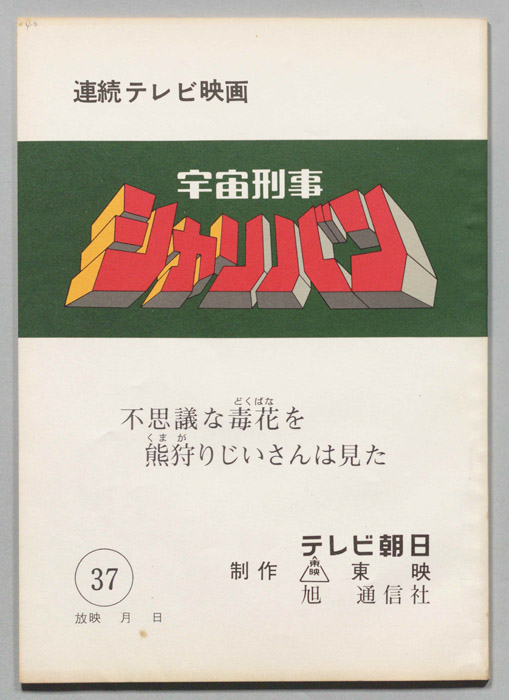 連続テレビ映画
宇宙刑事
シャリバン
どくばな
不思議な毒花を
くまが
熊狩りじいさんは見た
テレビ朝日
制作 東映 東映
旭 通信社
37
放映 月 日